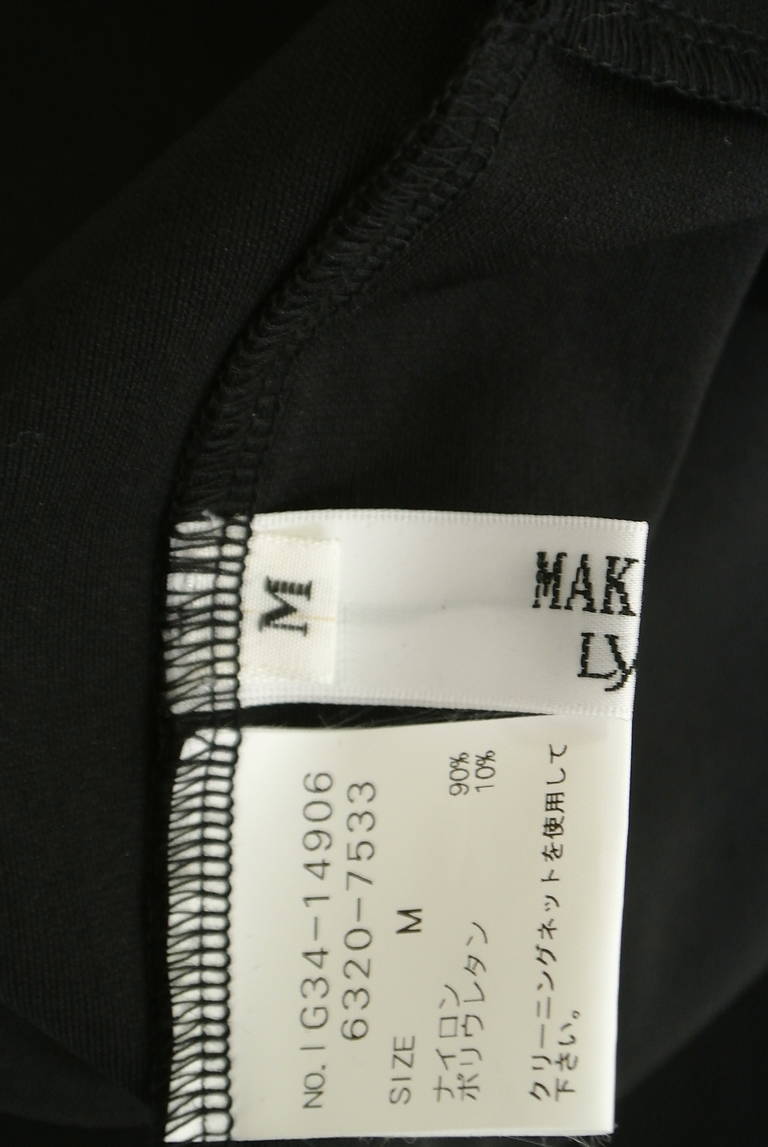 M
MAK
Ly
NO. IG34-14906
6320-7533
SIZE M
ナイロン 90%
ポリウレタン 10%
クリーニングネットを使用して
下さい。